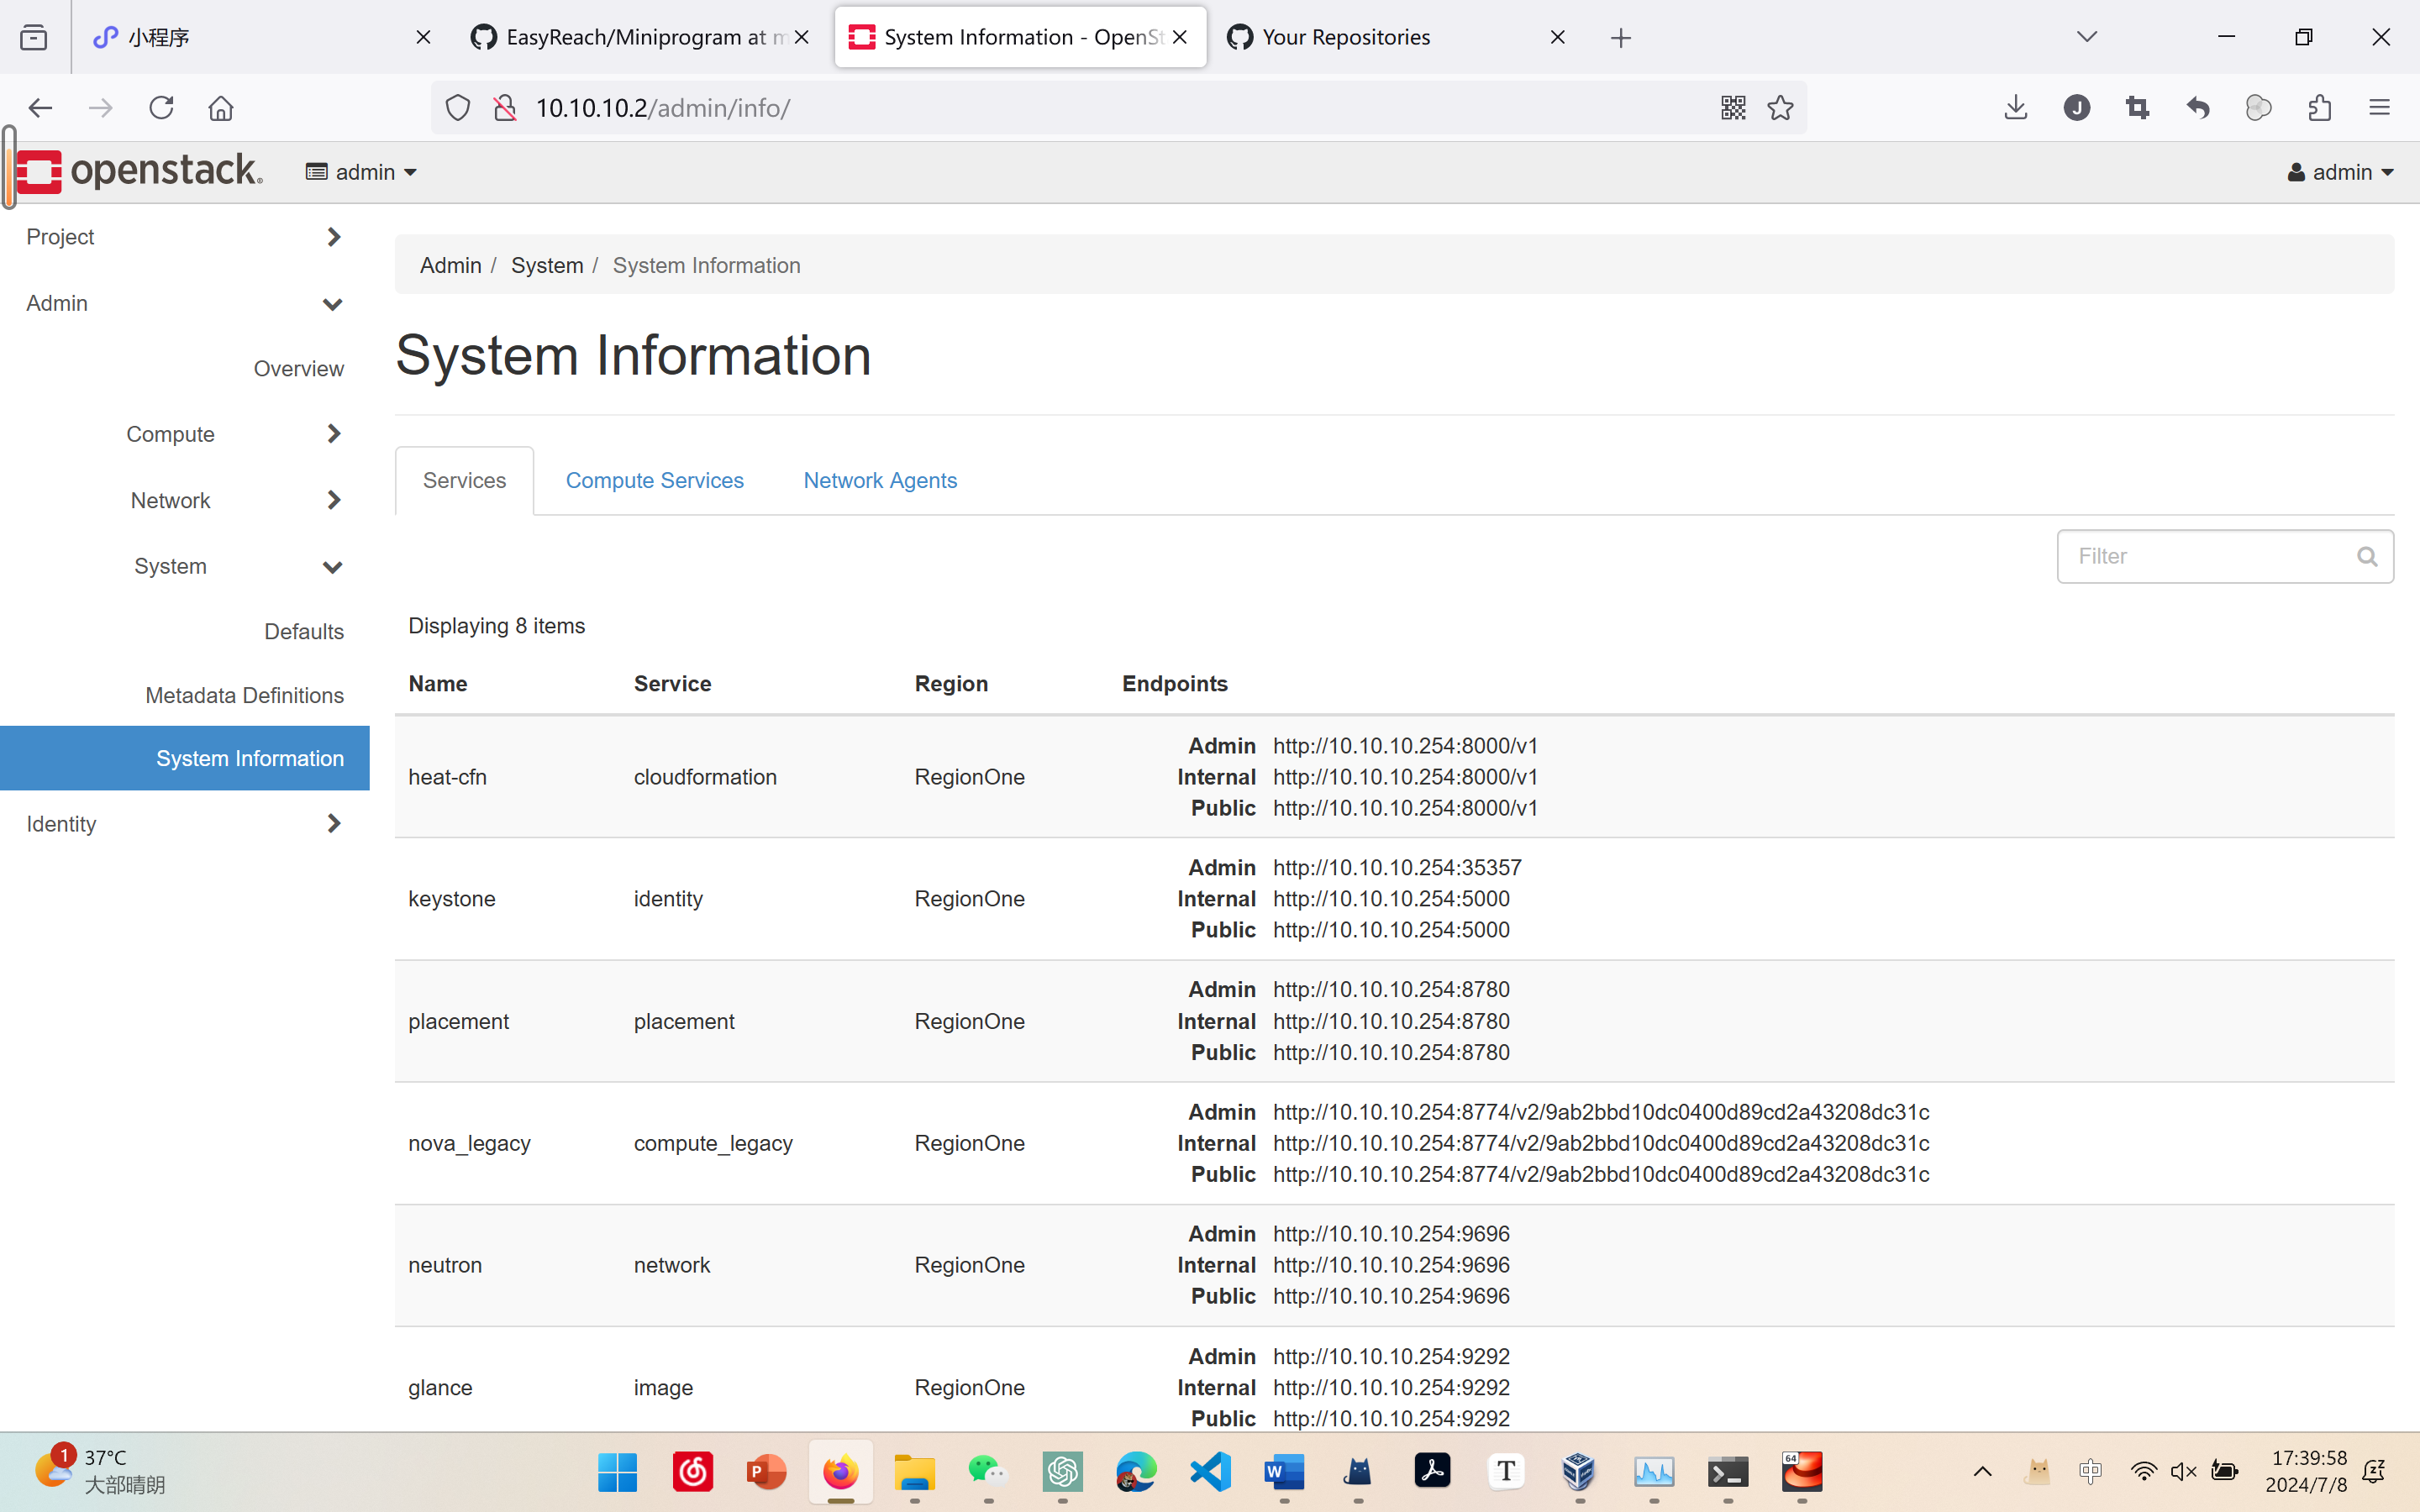 小程序
EasyReach/Miniprogram at m
System Information - OpenSt
Your Repositories
10.10.10.2/admin/info/
J
openstack.
admin
admin
Project
Admin
Overview
Compute
Network
System
Defaults
Metadata Definitions
System Information
Identity
Admin / System / System Information
System Information
Services Compute Services Network Agents
Filter
Displaying 8 items
Name Service Region Endpoints
Admin http://10.10.10.254:8000/v1
heat-cfn cloudformation RegionOne Internal http://10.10.10.254:8000/v1
Public http://10.10.10.254:8000/v1
Admin http://10.10.10.254:35357
keystone identity RegionOne Internal http://10.10.10.254:5000
Public http://10.10.10.254:5000
Admin http://10.10.10.254:8780
placement placement RegionOne Internal http://10.10.10.254:8780
Public http://10.10.10.254:8780
Admin http://10.10.10.254:8774/v2/9ab2bbd10dc0400d89cd2a43208dc31c
nova_legacy compute_legacy RegionOne Internal http://10.10.10.254:8774/v2/9ab2bbd10dc0400d89cd2a43208dc31c
Public http://10.10.10.254:8774/v2/9ab2bbd10dc0400d89cd2a43208dc31c
Admin http://10.10.10.254:9696
neutron network RegionOne Internal http://10.10.10.254:9696
Public http://10.10.10.254:9696
Admin http://10.10.10.254:9292
glance image RegionOne Internal http://10.10.10.254:9292
Public http://10.10.10.254:9292
1
37°C
大部晴朗
P
W
T
64
中
17:39:58
2024/7/8